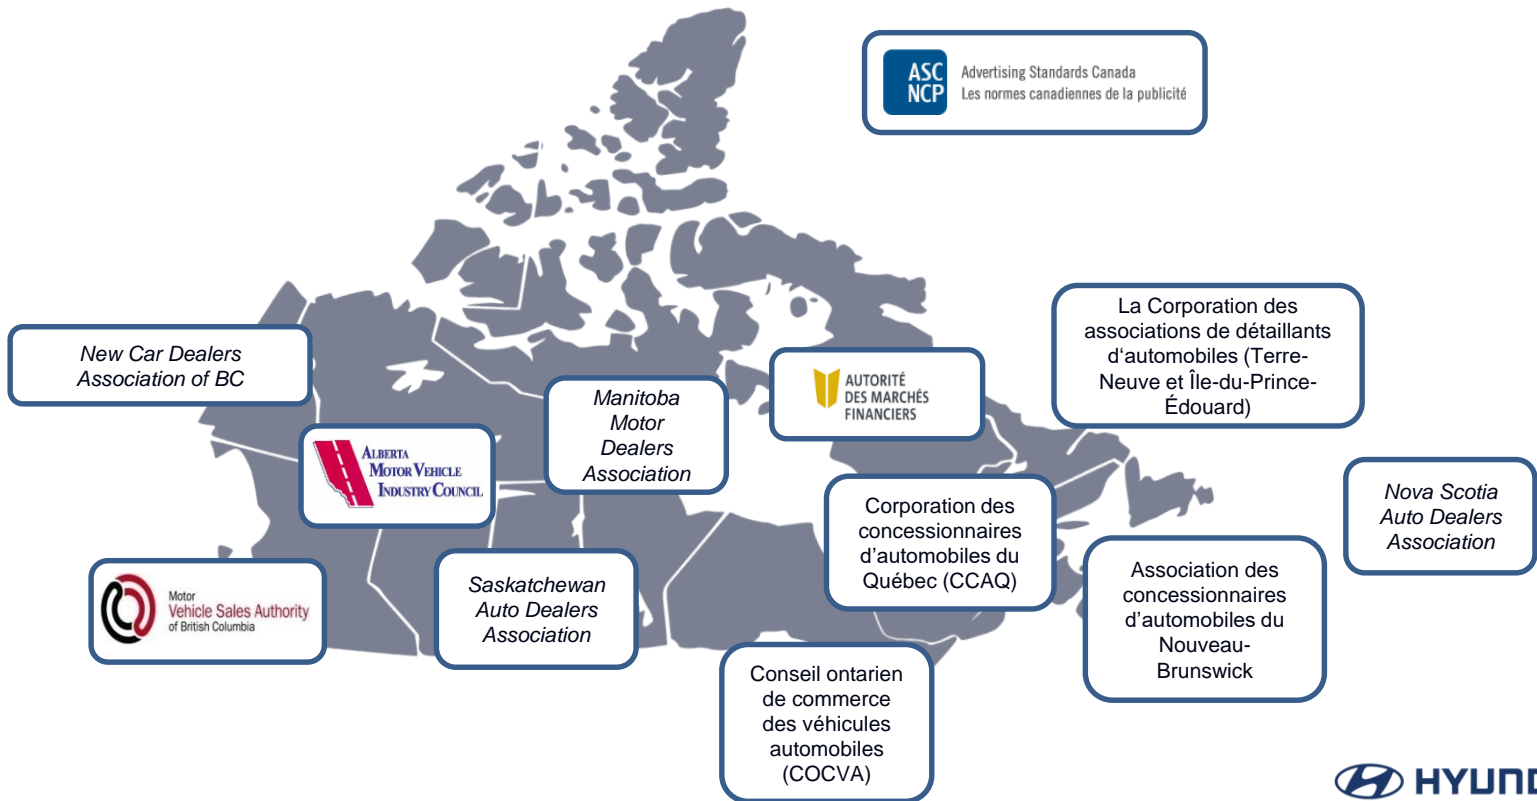 ASC
NCP
Advertising Standards Canada
Les normes canadiennes de la publicité
La Corporation des
associations de détaillants
d‘automobiles (Terre-
Neuve et Île-du-Prince-
Édouard)
New Car Dealers
Association of BC
AUTORITÉ
DES MARCHÉS
FINANCIERS
Manitoba
Motor
Dealers
Association
ALBERTA
MOTOR VEHICLE
INDUSTRY COUNCIL
Nova Scotia
Auto Dealers
Association
Corporation des
concessionnaires
d’automobiles du
Québec (CCAQ)
Association des
concessionnaires
d’automobiles du
Nouveau-
Brunswick
Saskatchewan
Auto Dealers
Association
Motor
Vehicle Sales Authority
of British Columbia
Conseil ontarien
de commerce
des véhicules
automobiles
(COCVA)